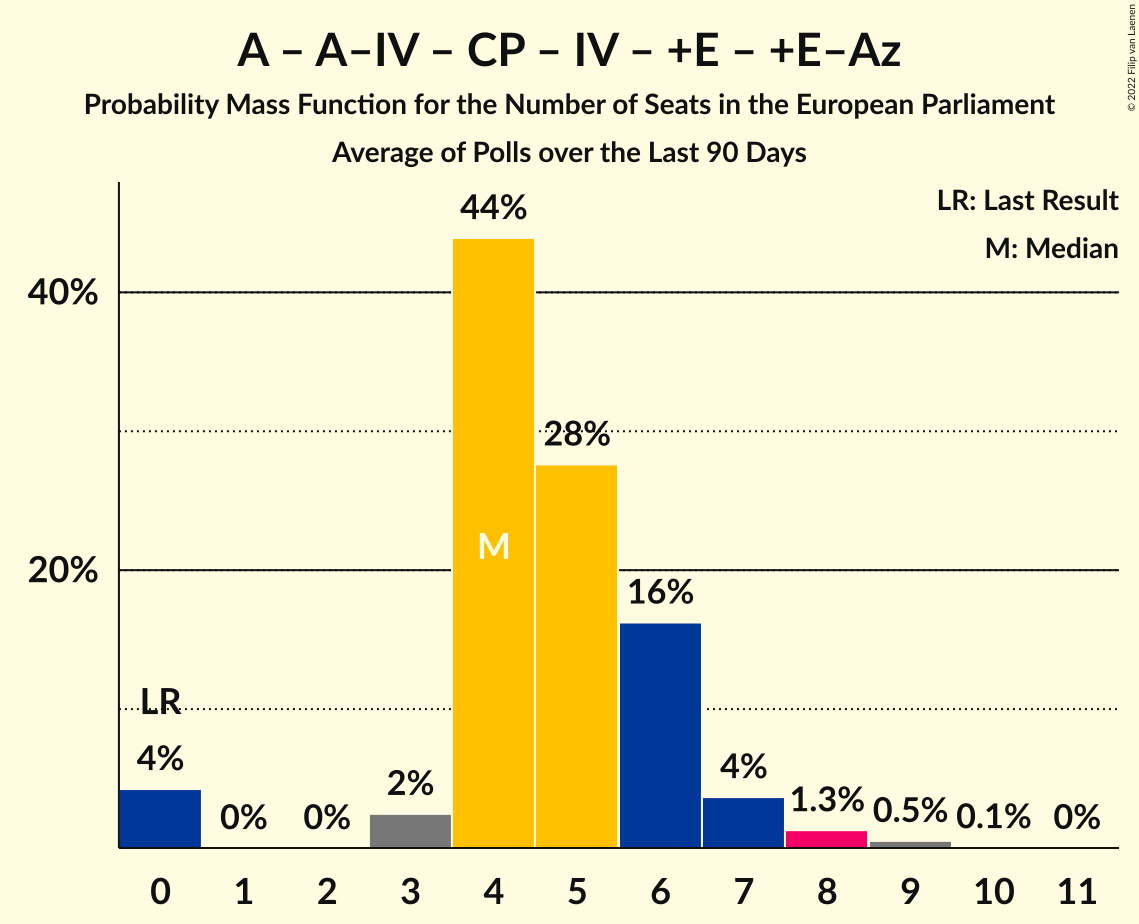 A – A–IV – CP – IV – +E – +E–Az
Probability Mass Function for the Number of Seats in the European Parliament
Average of Polls over the Last 90 Days
© 2022 Filip van Laenen
LR: Last Result
M: Median
44%
40%
28%
M
20%
16%
LR
4%
0%
0%
2%
4%
1.3%
0.5%
0.1%
0%
0 1 2 3 4 5 6 7 8 9 10 11